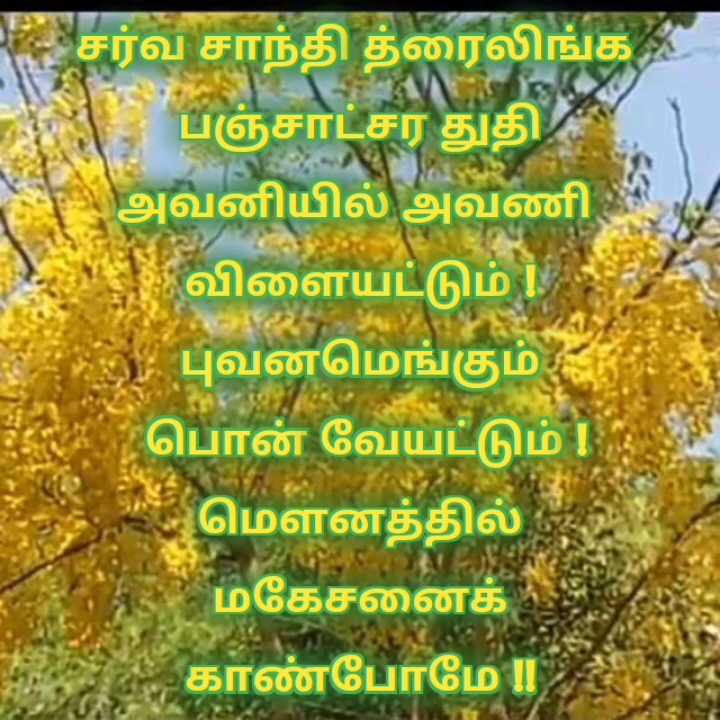 சர்வ சாந்தி த்ரைலிங்க
பஞ்சாட்சர துதி
அவனியில் அவணி
விளையட்டும் !
புவனமெங்கும்
பொன் வேயட்டும் !
மௌனத்தில்
மகேசனைக்
காண்போமே !!